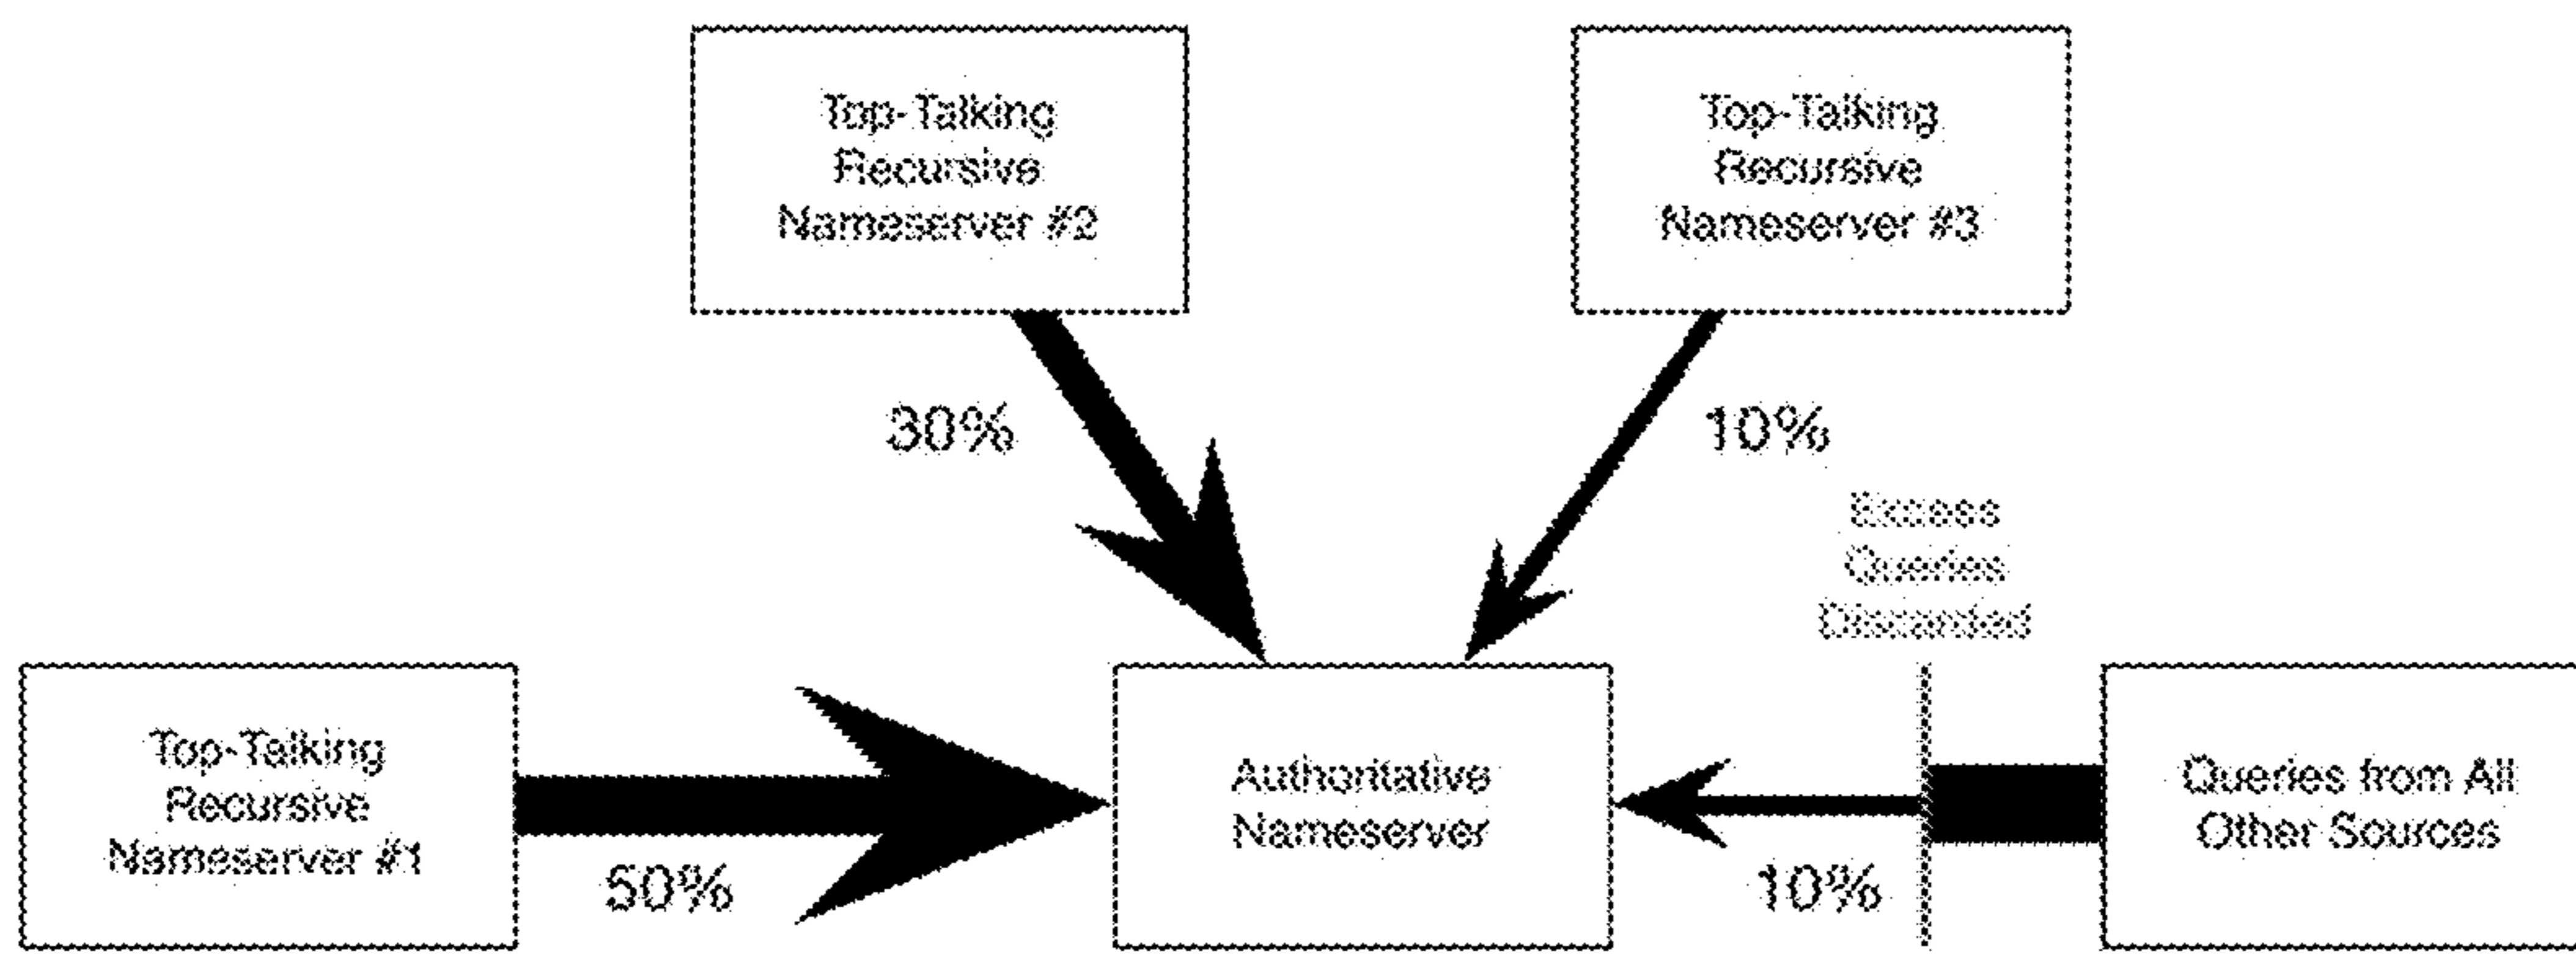 Top-Talking
Recursive
Nameserver #2
Top-Talking
Recursive
Nameserver #3
30%
10%
Excess
Queries
Discarded
Top-Talking
Recursive
Nameserver #1
50%
Authoritative
Nameserver
10%
Queries from All
Other Sources